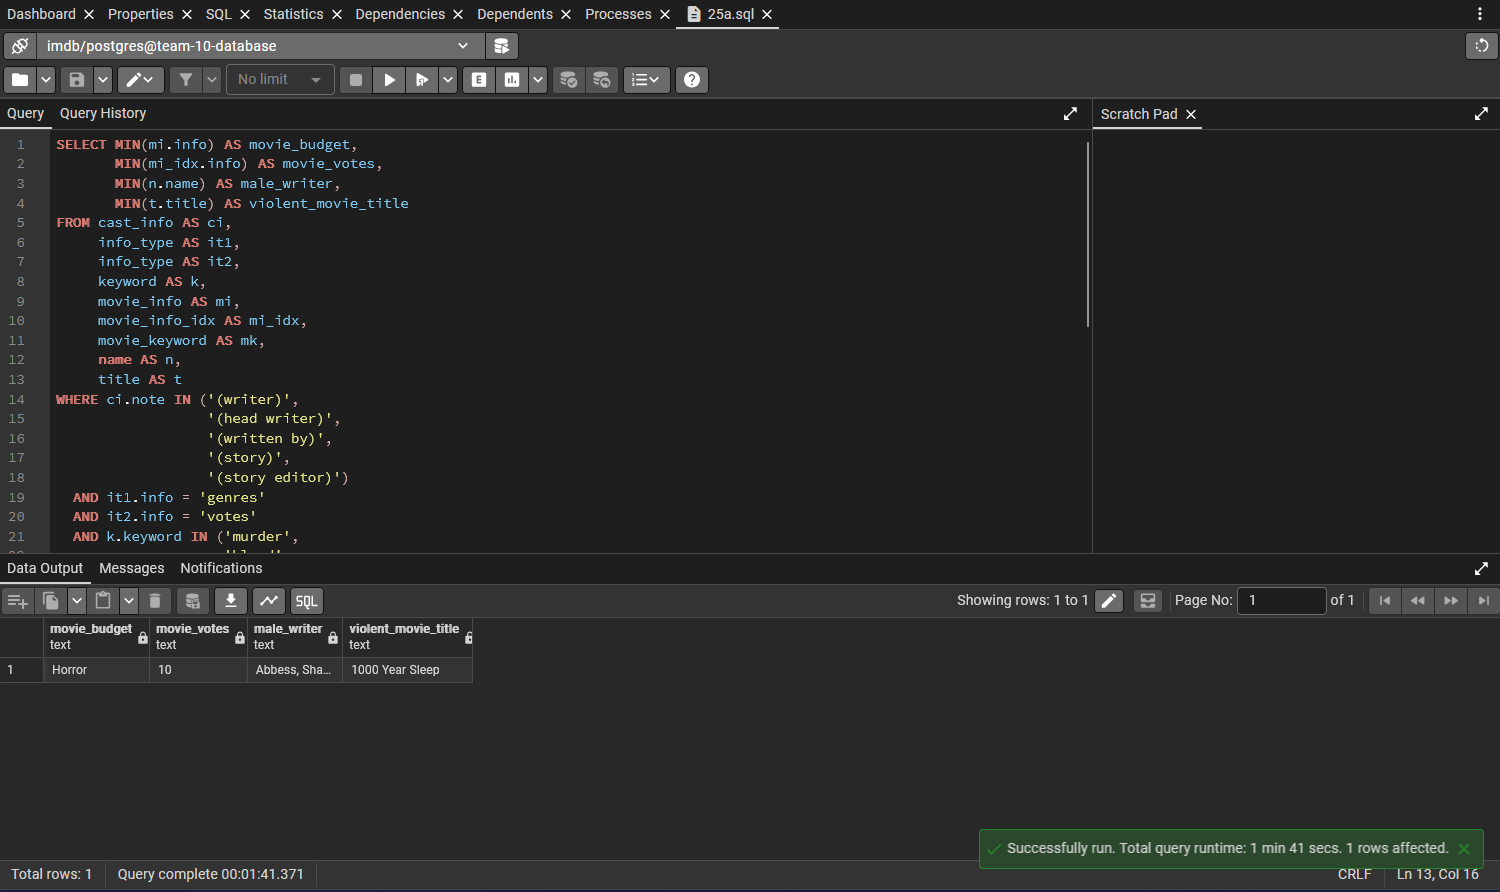 Dashboard Properties SQL Statistics Dependencies Dependents Processes 25a.sql
imdb/postgres@team-10-database
No limit
Query Query History
Scratch Pad
1 SELECT MIN(mi.info) AS movie_budget,
2 MIN(mi_idx.info) AS movie_votes,
3 MIN(n.name) AS male_writer,
4 MIN(t.title) AS violent_movie_title
5 FROM cast_info AS ci,
6 info_type AS it1,
7 info_type AS it2,
8 keyword AS k,
9 movie_info AS mi,
10 movie_info_idx AS mi_idx,
11 movie_keyword AS mk,
12 name AS n,
13 title AS t
14 WHERE ci.note IN ('(writer)',
15 '(head writer)',
16 '(written by)',
17 '(story)',
18 '(story editor)')
19 AND it1.info = 'genres'
20 AND it2.info = 'votes'
21 AND k.keyword IN ('murder',
Data Output Messages Notifications
SQL Showing rows: 1 to 1 Page No: 1 of 1
movie_budget movie_votes male_writer violent_movie_title
text text text text
1 Horror 10 Abbess, Sha... 1000 Year Sleep
Successfully run. Total query runtime: 1 min 41 secs. 1 rows affected.
Total rows: 1 Query complete 00:01:41.371 CRLF Ln 13, Col 16